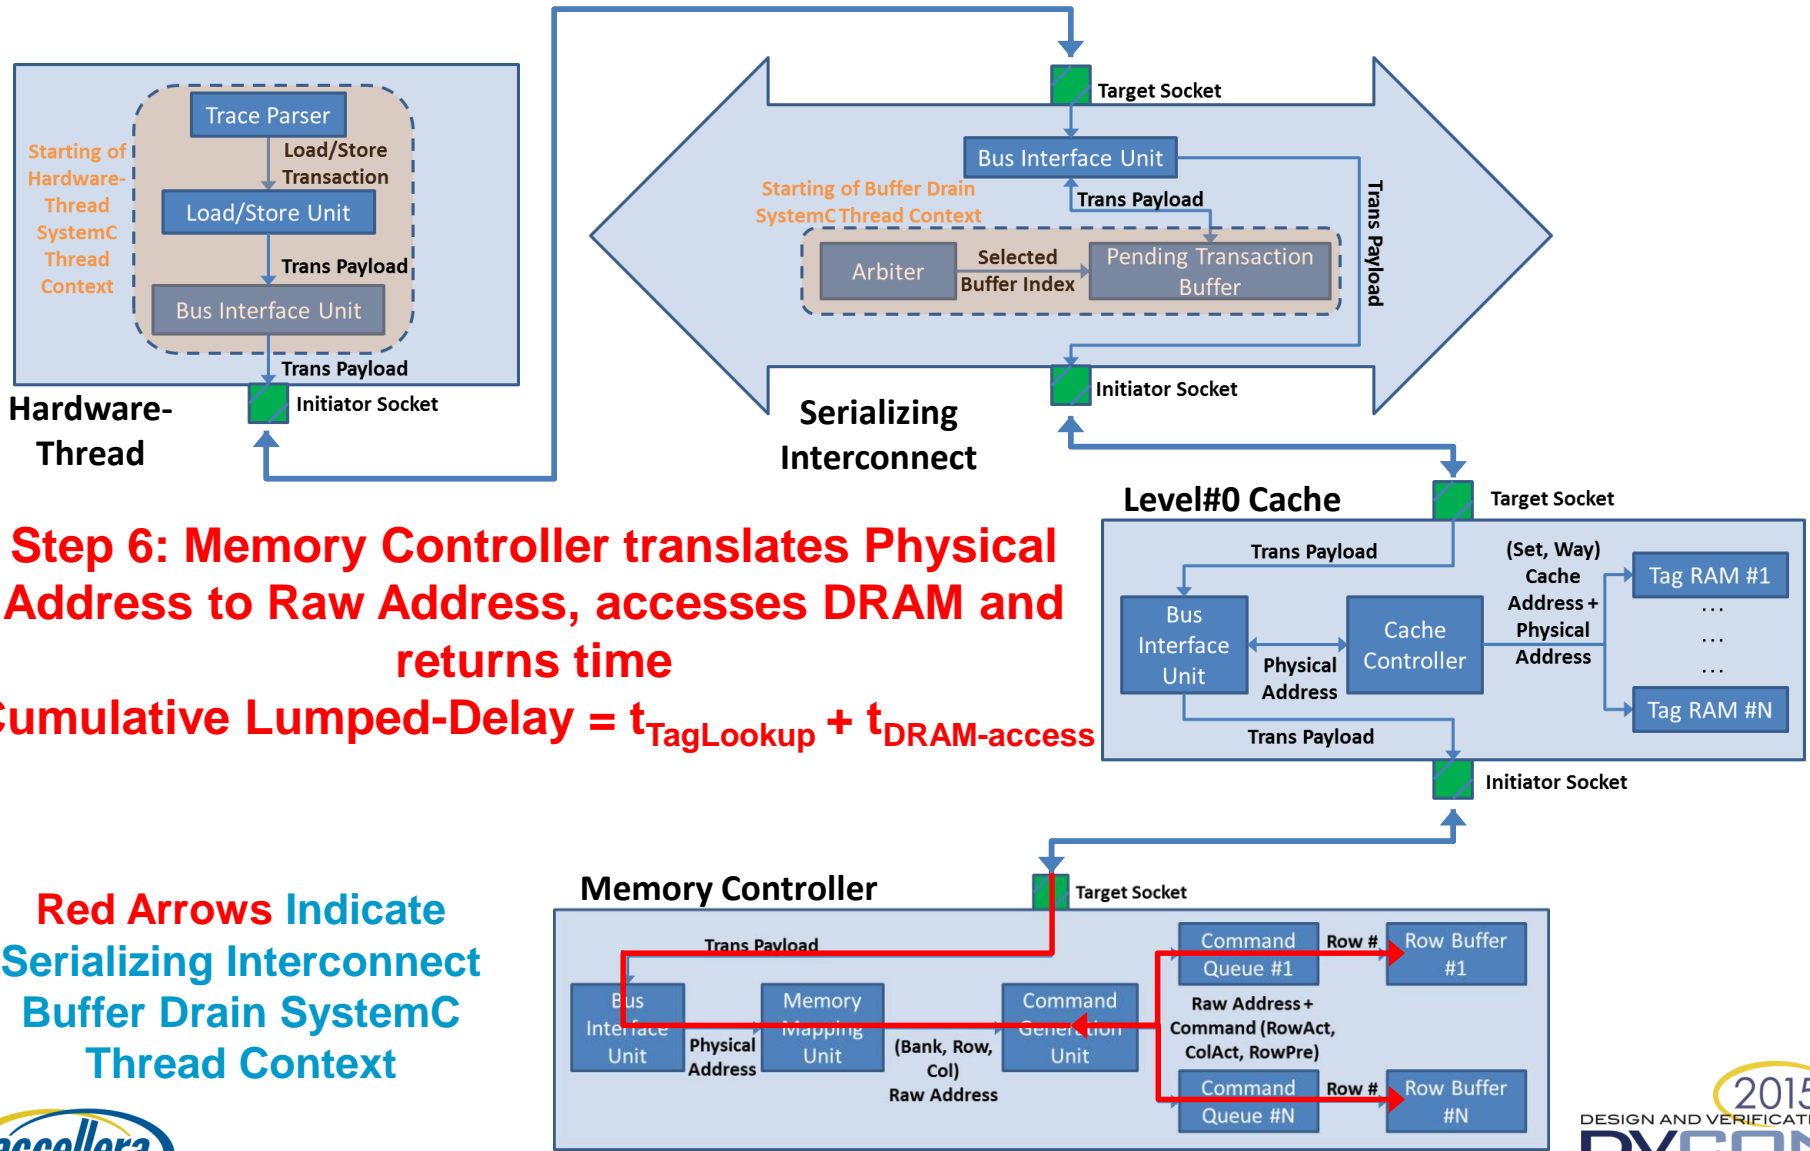 Target Socket
Trace Parser
Starting of
Hardware-
Thread
SystemC
Thread
Context
Load/Store
Transaction
Load/Store Unit
Trans Payload
Bus Interface Unit
Trans Payload
Initiator Socket
Hardware-
Thread
Bus Interface Unit
Starting of Buffer Drain
SystemC Thread Context
Trans Payload
Trans Payload
Arbiter
Selected
Buffer Index
Pending Transaction
Buffer
Initiator Socket
Serializing
Interconnect
Level#0 Cache
Target Socket
Trans Payload
(Set, Way)
Cache
Address +
Physical
Address
Tag RAM #1
...
...
...
Tag RAM #N
Bus
Interface
Unit
Physical
Address
Cache
Controller
Trans Payload
Initiator Socket
Step 6: Memory Controller translates Physical
Address to Raw Address, accesses DRAM and
returns time
Cumulative Lumped-Delay = tTagLookup + tDRAM-access
Red Arrows Indicate
Serializing Interconnect
Buffer Drain SystemC
Thread Context
Memory Controller
Target Socket
Trans Payload
Bus
Interface
Unit
Physical
Address
Memory
Mapping
Unit
(Bank, Row,
Col)
Raw Address
Command
Generation
Unit
Command
Queue #1
Row #
Row Buffer
#1
Raw Address +
Command (RowAct,
ColAct, RowPre)
Command
Queue #N
Row #
Row Buffer
#N
accellera
2015
DESIGN AND VERIFICATI
DVCON